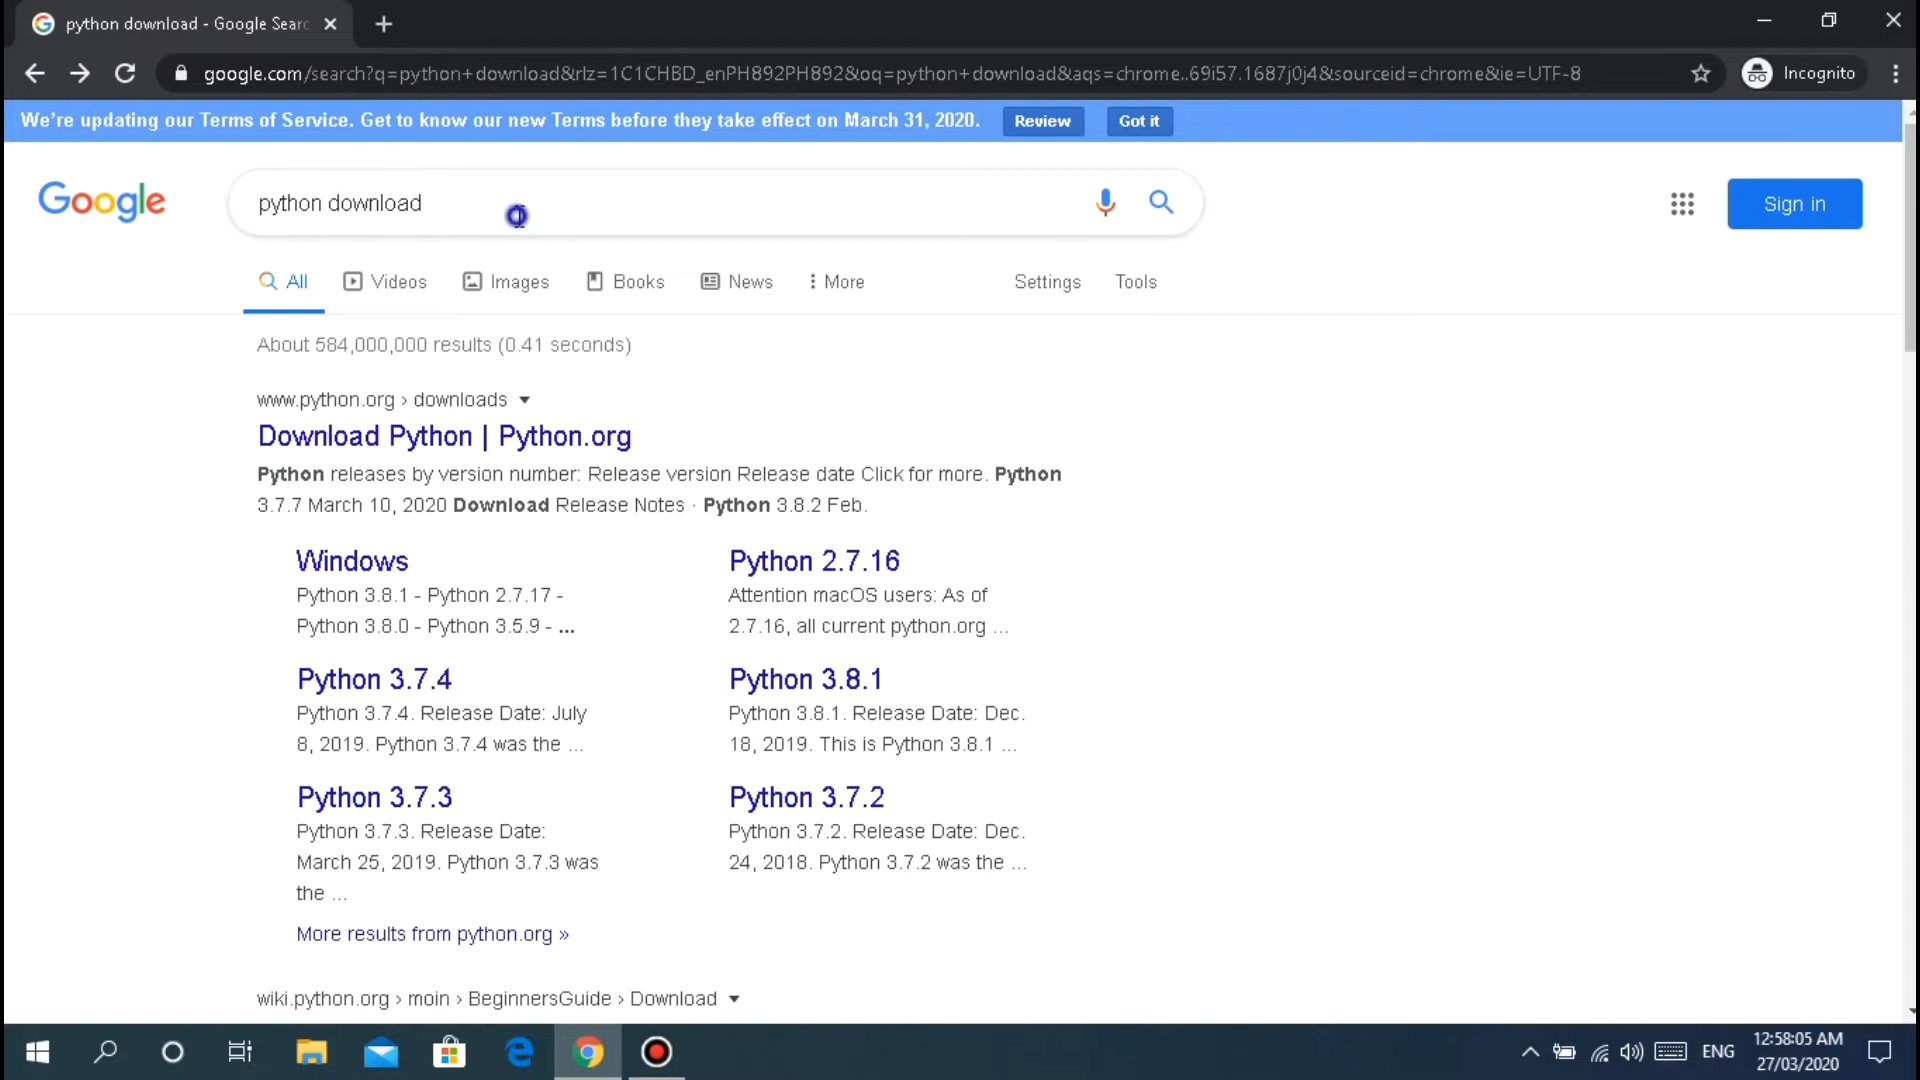 python download - Google Searc
google.com/search?q=python+download&rlz=1C1CHBD_enPH892PH892&oq=python+download&aqs=chrome..69i57.1687j0j4&sourceid=chrome&ie=UTF-8
Incognito
We're updating our Terms of Service. Get to know our new Terms before they take effect on March 31, 2020.
Review
Got it
Google
python download
Sign in
All
Videos
Images
Books
News
More
Settings
Tools
About 584,000,000 results (0.41 seconds)
www.python.org › downloads
Download Python | Python.org
Python releases by version number: Release version Release date Click for more. Python
3.7.7 March 10, 2020 Download Release Notes · Python 3.8.2 Feb.
Windows
Python 3.8.1 - Python 2.7.17 -
Python 3.8.0 - Python 3.5.9 - ...
Python 2.7.16
Attention macOS users: As of
2.7.16, all current python.org ...
Python 3.7.4
Python 3.7.4. Release Date: July
8, 2019. Python 3.7.4 was the ...
Python 3.8.1
Python 3.8.1. Release Date: Dec.
18, 2019. This is Python 3.8.1 ...
Python 3.7.3
Python 3.7.3. Release Date:
March 25, 2019. Python 3.7.3 was
the ...
Python 3.7.2
Python 3.7.2. Release Date: Dec.
24, 2018. Python 3.7.2 was the ...
More results from python.org »
wiki.python.org › moin › BeginnersGuide › Download
ENG
12:58:05 AM
27/03/2020